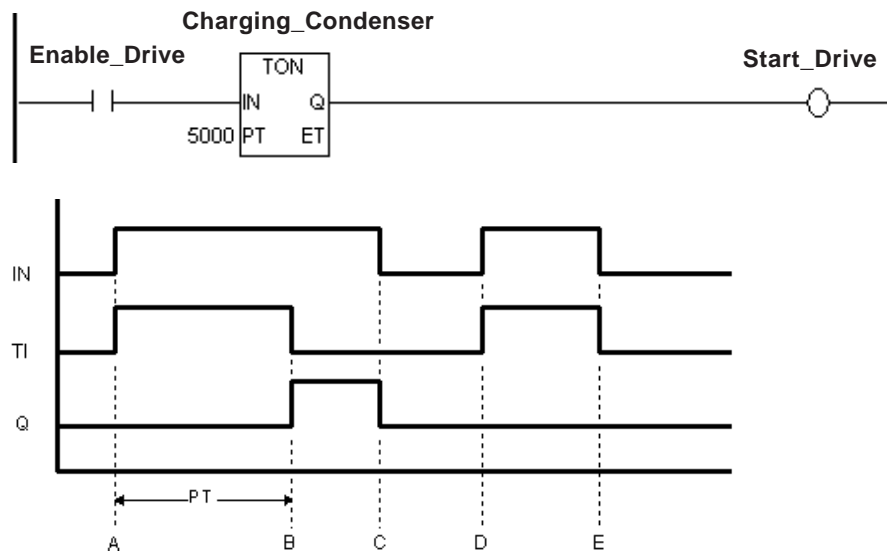 Charging_Condenser
Enable_Drive
Start_Drive
TON
IN Q
5000 PT ET
IN
TI
Q
PT
A B C D E